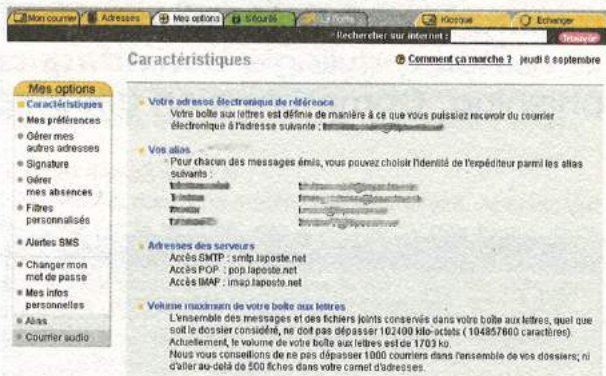 Mon courrier Adresses Mes options Sécurité La Poste Kiosque Echanger
Rechercher sur internet : Trouver
Caractéristiques Comment ça marche ? jeudi 8 septembre
Mes options
Caractéristiques
Mes préférences
Gérer mes
autres adresses
Signature
Gérer
mes absences
Filtres
personnalisés
Alertes SMS
Changer mon
mot de passe
Mes infos
personnelles
Alias
Courrier audio
Votre adresse électronique de référence
Votre boîte aux lettres est définie de manière à ce que vous puissiez recevoir du courrier
électronique à l'adresse suivante :
Vos alias
Pour chacun des messages émis, vous pouvez choisir l'identité de l'expéditeur parmi les alias
suivants :
Adresses des serveurs
Accès SMTP : smtp.laposte.net
Accès POP : pop.laposte.net
Accès IMAP : imap.laposte.net
Volume maximum de votre boîte aux lettres
L'ensemble des messages et des fichiers joints conservés dans votre boîte aux lettres, quel que
soit le dossier considéré, ne doit pas dépasser 102400 kilo-octets ( 104857600 caractères).
Actuellement, le volume de votre boîte aux lettres est de 1703 ko.
Nous vous conseillons de ne pas dépasser 1000 courriers dans l'ensemble de vos dossiers; ni
d'aller au-delà de 500 fiches dans votre carnet d'adresses.